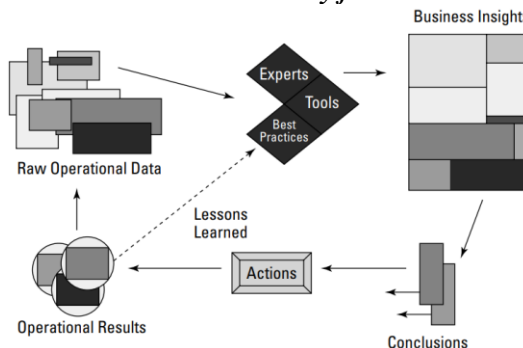 Business Insight
Experts
Tools
Best
Practices
Raw Operational Data
Lessons
Learned
Actions
Operational Results
Conclusions